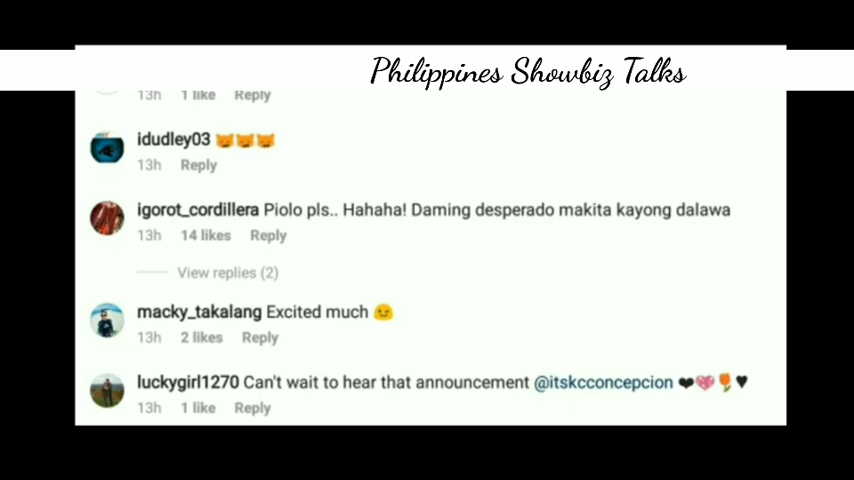 Philippines Showbiz Talks
13h 1 like Reply
idudley03 😼😼😼
13h Reply
igorot_cordillera Piolo pls.. Hahaha! Daming desperado makita kayong dalawa
13h 14 likes Reply
View replies (2)
macky_takalang Excited much 😉
13h 2 likes Reply
luckygirl1270 Can't wait to hear that announcement @itskcconcepcion ❤💖🌷♥
13h 1 like Reply